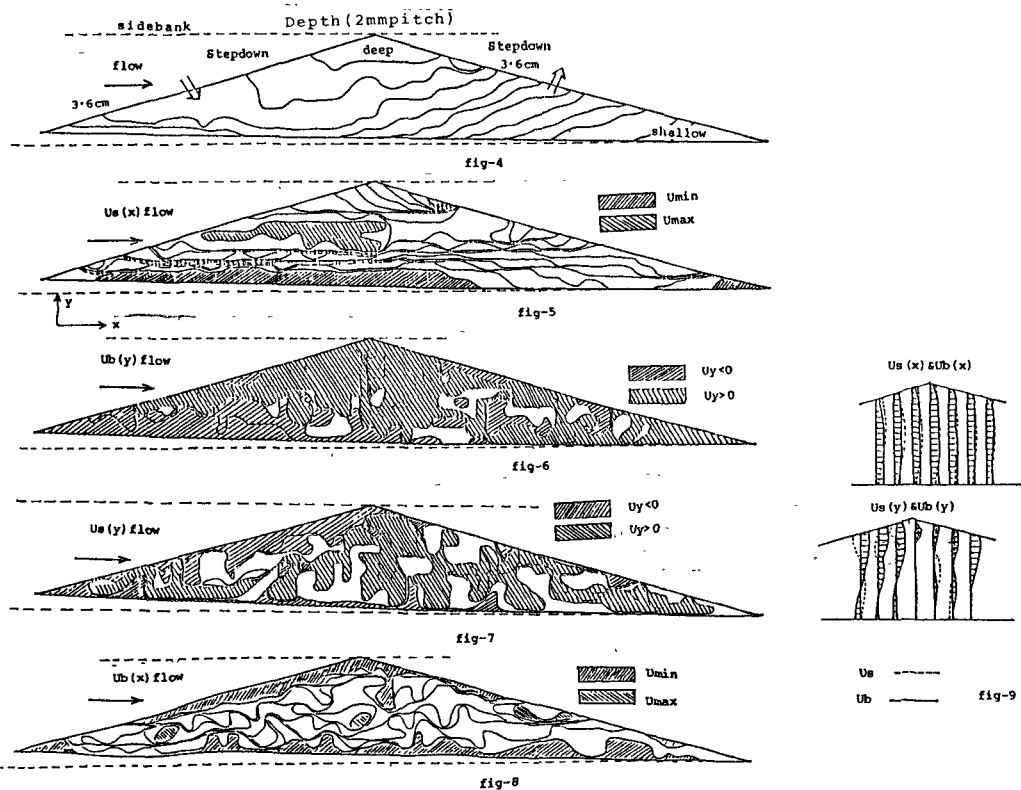 sidebank
Depth(2mmpitch)
Stepdown
deep
Stepdown
3·6cm
flow
3·6cm
shallow
fig-4
Us(x)flow
Umin
Umax
fig-5
Y
x
Ub(y)flow
Uy<0
Uy>0
fig-6
Us(x)&Ub(x)
Us(y)flow
Uy<0
Uy>0
fig-7
Us(y)&Ub(y)
Ub(x)flow
Umin
Umax
fig-8
Us
Ub
fig-9